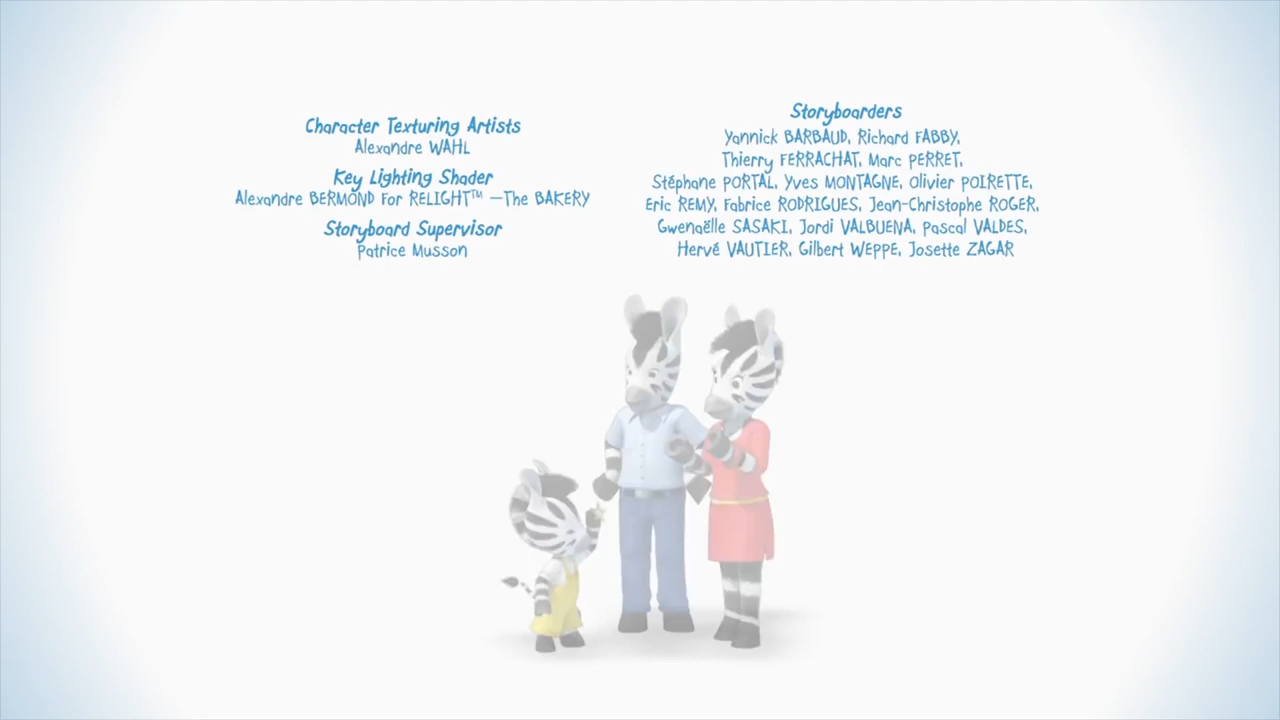 Character Texturing Artists
Alexandre WAHL
Key Lighting Shader
Alexandre BERMOND For RELIGHT™ —The BAKERY
Storyboard Supervisor
Patrice Musson
Storyboarders
Yannick BARBAUD, Richard FABBY,
Thierry FERRACHAT, Marc PERRET,
Stéphane PORTAL, Yves MONTAGNE, Olivier POIRETTE,
Eric REMY, Fabrice RODRIGUES, Jean-Christophe ROGER,
Gwenaëlle SASAKI, Jordi VALBUENA, Pascal VALDES,
Hervé VAUTIER, Gilbert WEPPE, Josette ZAGAR